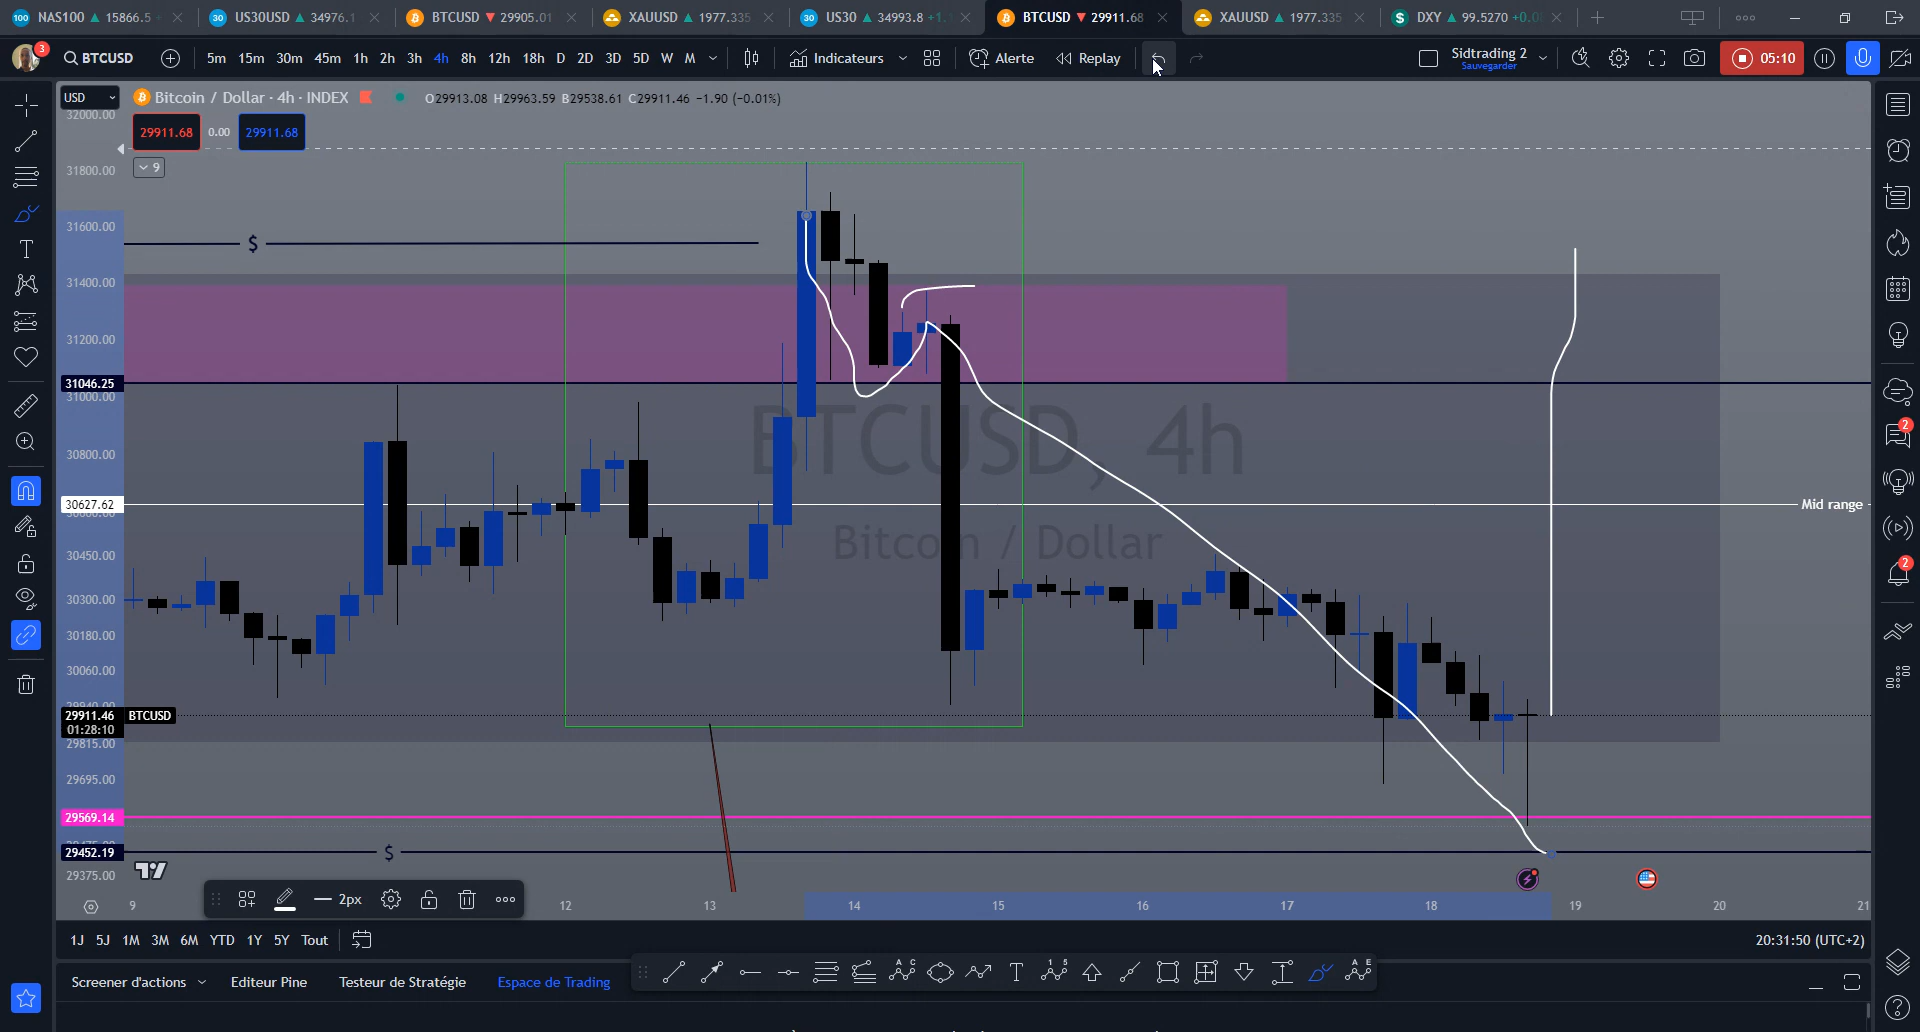 NAS100 ▲ 15866.5
US30USD ▲ 34976.1
BTCUSD ▼ 29905.01
XAUUSD ▲ 1977.335
US30 ▲ 34993.8 +1.
BTCUSD ▼ 29911.68
XAUUSD ▲ 1977.335
DXY ▲ 99.5270 +0.0
3
BTCUSD
5m 15m 30m 45m 1h 2h 3h 4h 8h 12h 18h D 2D 3D 5D W M
Indicateurs
Alerte
Replay
Sidtrading 2
Sauvegarder
05:10
USD
Bitcoin / Dollar · 4h · INDEX
O29913.08 H29963.59 B29538.61 C29911.46 −1.90 (−0.01%)
32000.00
29911.68 0.00 29911.68
9
31800.00
31600.00
$
31400.00
31200.00
31046.25
31000.00
BTCUSD, 4h
2
30800.00
30627.62
Mid range
Bitcoin / Dollar
30450.00
2
30300.00
30180.00
30060.00
29911.46 BTCUSD
01:28:10
29815.00
29695.00
29569.14
29452.19
$
29375.00
2px
9 12 13 14 15 16 17 18 19 20 21
1J 5J 1M 3M 6M YTD 1Y 5Y Tout
20:31:50 (UTC+2)
Screener d'actions
Editeur Pine
Testeur de Stratégie
Espace de Trading